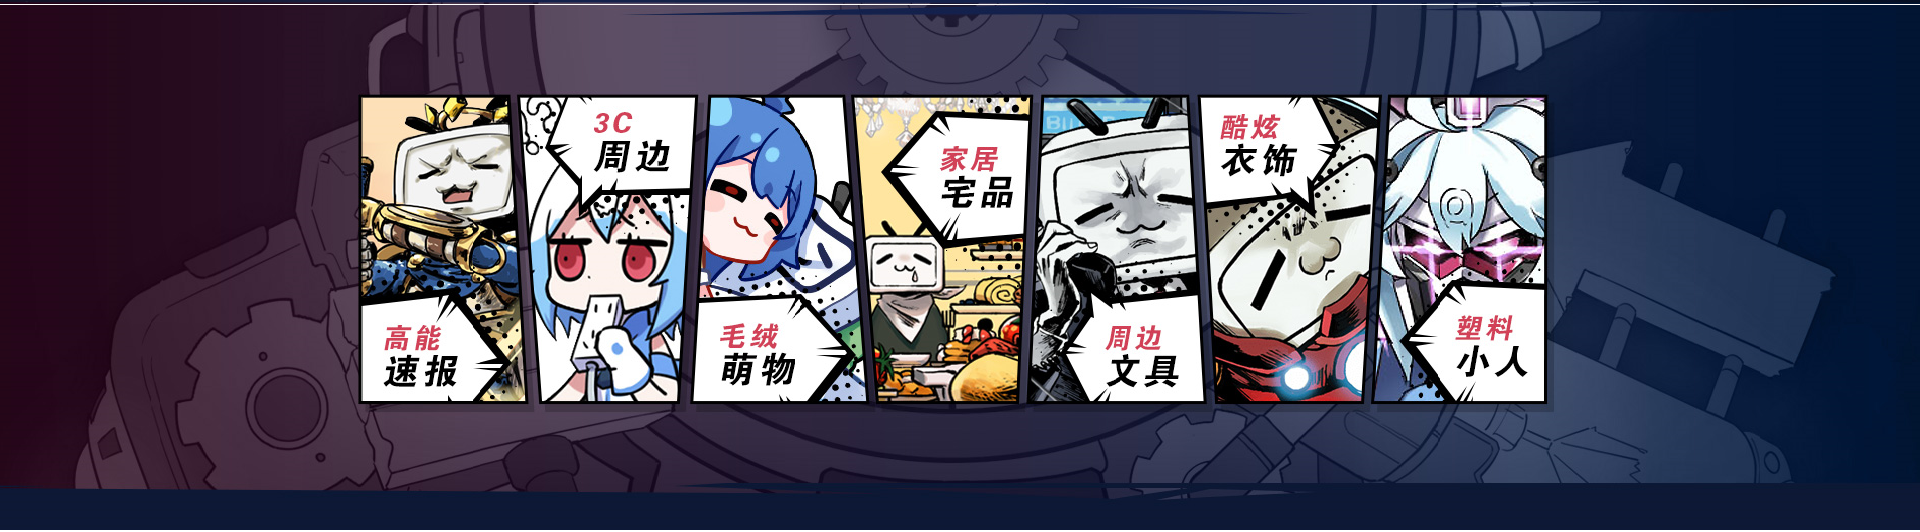 高能
速报
3C
周边
毛绒
萌物
家居
宅品
周边
文具
酷炫
衣饰
塑料
小人